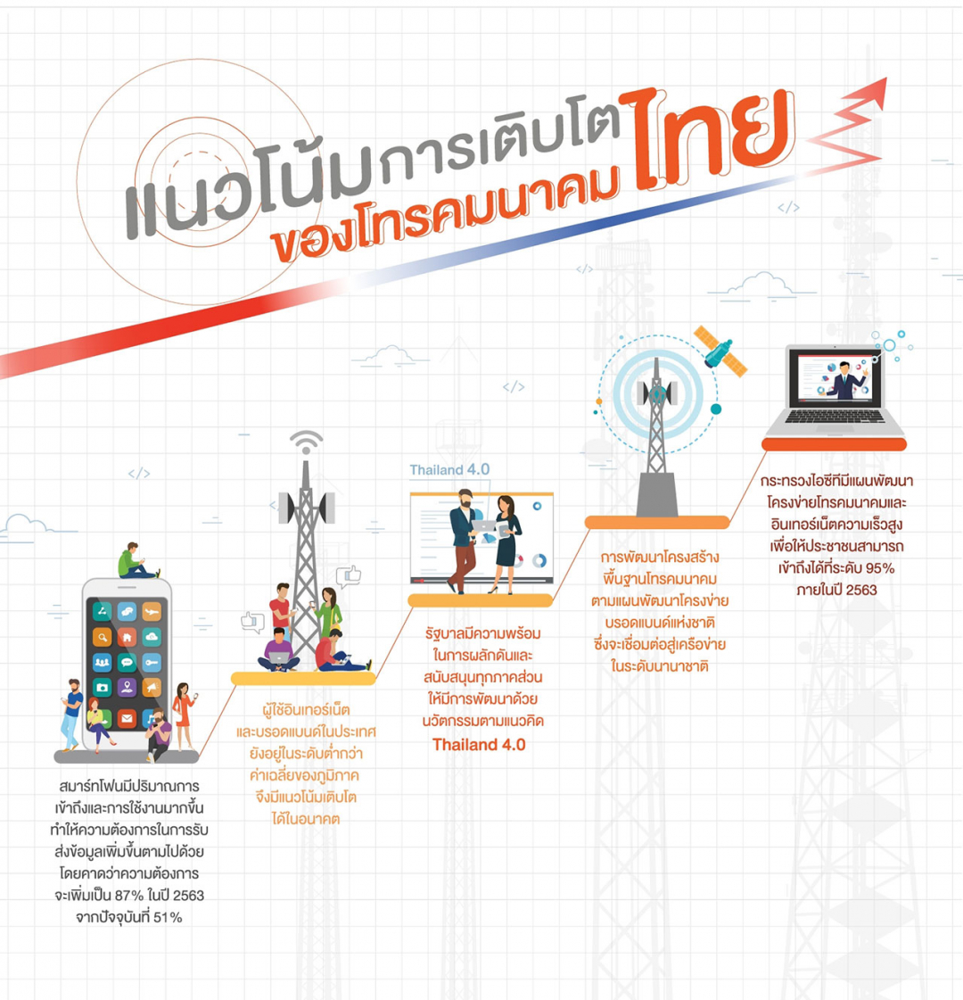 แนวโน้มการเติบโต
ของโทรคมนาคม
ไทย
</>
</>
</>
</>
Thailand 4.0
กระทรวงไอซีทีมีแผนพัฒนา
โครงข่ายโทรคมนาคมและ
อินเทอร์เน็ตความเร็วสูง
เพื่อให้ประชาชนสามารถ
เข้าถึงได้ที่ระดับ 95%
ภายในปี 2563
การพัฒนาโครงสร้าง
พื้นฐานโทรคมนาคม
ตามแผนพัฒนาโครงข่าย
บรอดแบนด์แห่งชาติ
ซึ่งจะเชื่อมต่อสู่เครือข่าย
ในระดับนานาชาติ
รัฐบาลมีความพร้อม
ในการผลักดันและ
สนับสนุนทุกภาคส่วน
ให้มีการพัฒนาด้วย
นวัตกรรมตามแนวคิด
Thailand 4.0
ผู้ใช้อินเทอร์เน็ต
และบรอดแบนด์ในประเทศ
ยังอยู่ในระดับต่ำกว่า
ค่าเฉลี่ยของภูมิภาค
จึงมีแนวโน้มเติบโต
ได้ในอนาคต
สมาร์ทโฟนมีปริมาณการ
เข้าถึงและการใช้งานมากขึ้น
ทำให้ความต้องการในการรับ
ส่งข้อมูลเพิ่มขึ้นตามไปด้วย
โดยคาดว่าความต้องการ
จะเพิ่มเป็น 87% ในปี 2563
จากปัจจุบันที่ 51%